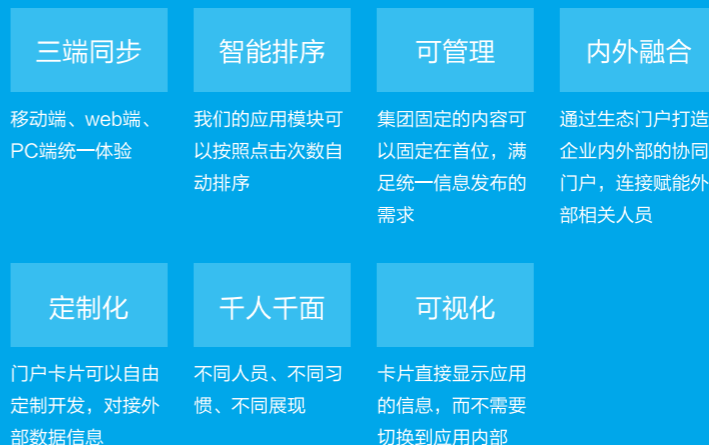 三端同步
移动端、web端、
PC端统一体验
智能排序
我们的应用模块可
以按照点击次数自
动排序
可管理
集团固定的内容可
以固定在首位，满
足统一信息发布的
需求
内外融合
通过生态门户打造
企业内外部的协同
门户，连接赋能外
部相关人员
定制化
门户卡片可以自由
定制开发，对接外
部数据信息
千人千面
不同人员、不同习
惯、不同展现
可视化
卡片直接显示应用
的信息，而不需要
切换到应用内部